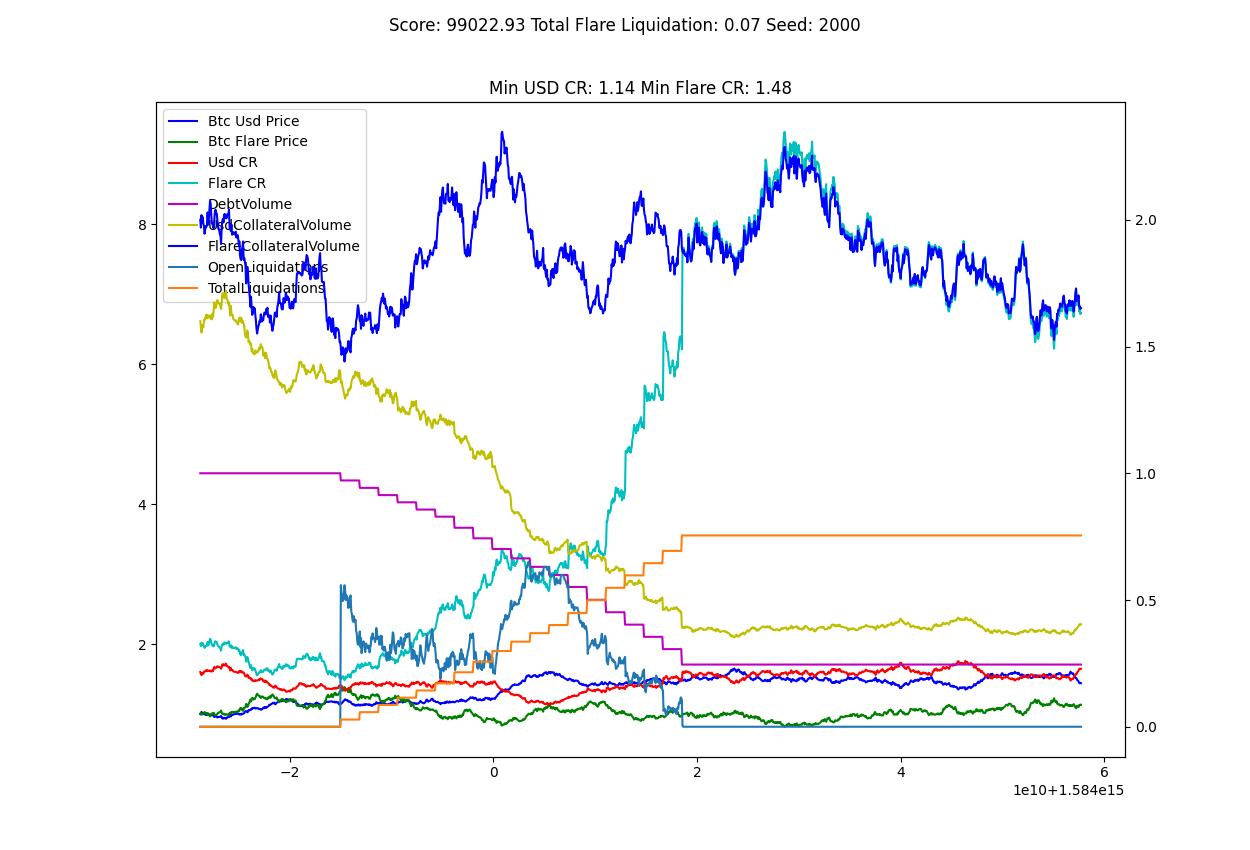 Score: 99022.93 Total Flare Liquidation: 0.07 Seed: 2000
Min USD CR: 1.14 Min Flare CR: 1.48
Btc Usd Price
Btc Flare Price
Usd CR
Flare CR
DebtVolume
UsdCollateralVolume
FlareCollateralVolume
OpenLiquidations
TotalLiquidations
8
6
4
2
2.0
1.5
1.0
0.5
0.0
−2 0 2 4 6
1e10+1.584e15